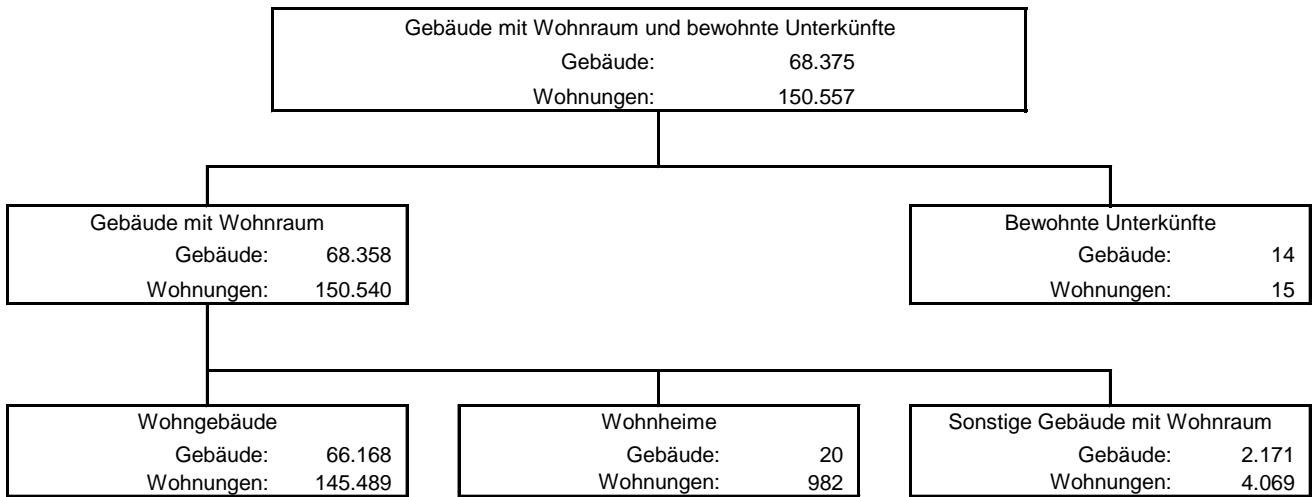 Gebäude mit Wohnraum und bewohnte Unterkünfte
Gebäude: 68.375
Wohnungen: 150.557
Gebäude mit Wohnraum
Gebäude: 68.358
Wohnungen: 150.540
Bewohnte Unterkünfte
Gebäude: 14
Wohnungen: 15
Wohngebäude
Gebäude: 66.168
Wohnungen: 145.489
Wohnheime
Gebäude: 20
Wohnungen: 982
Sonstige Gebäude mit Wohnraum
Gebäude: 2.171
Wohnungen: 4.069